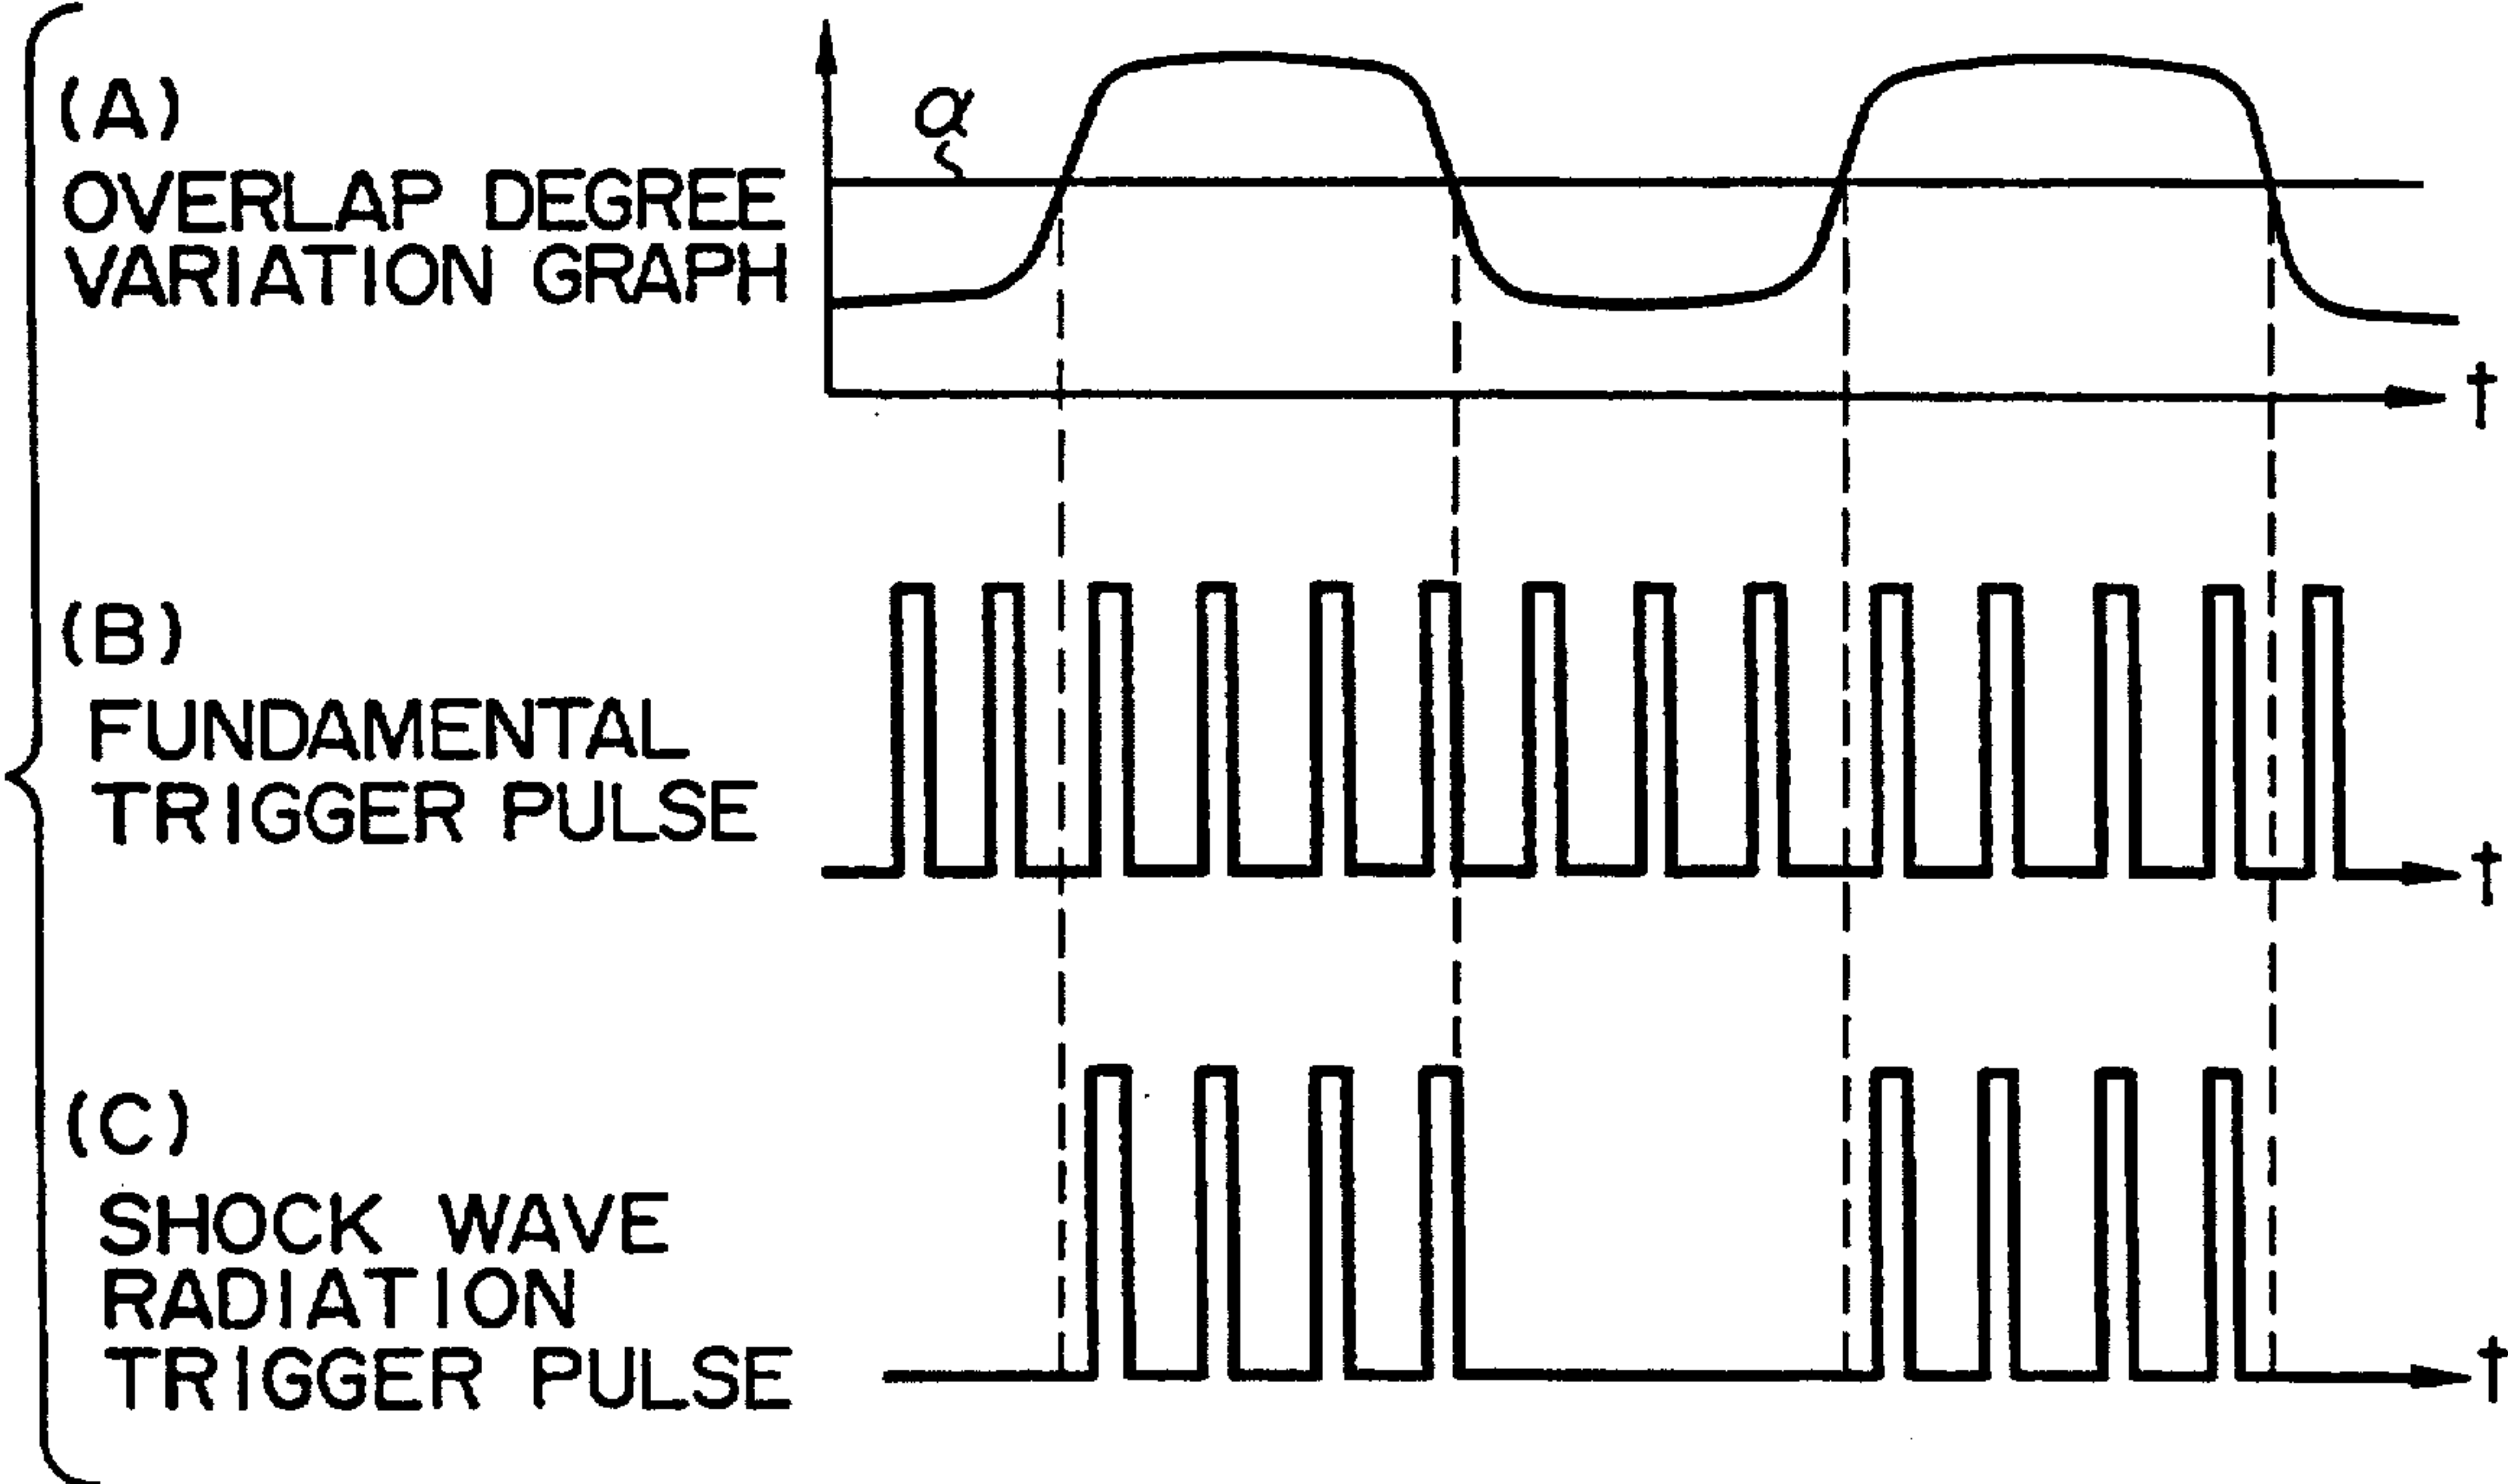 (A)
OVERLAP DEGREE
VARIATION GRAPH
α
t
(B)
FUNDAMENTAL
TRIGGER PULSE
t
(C)
SHOCK WAVE
RADIATION
TRIGGER PULSE
t